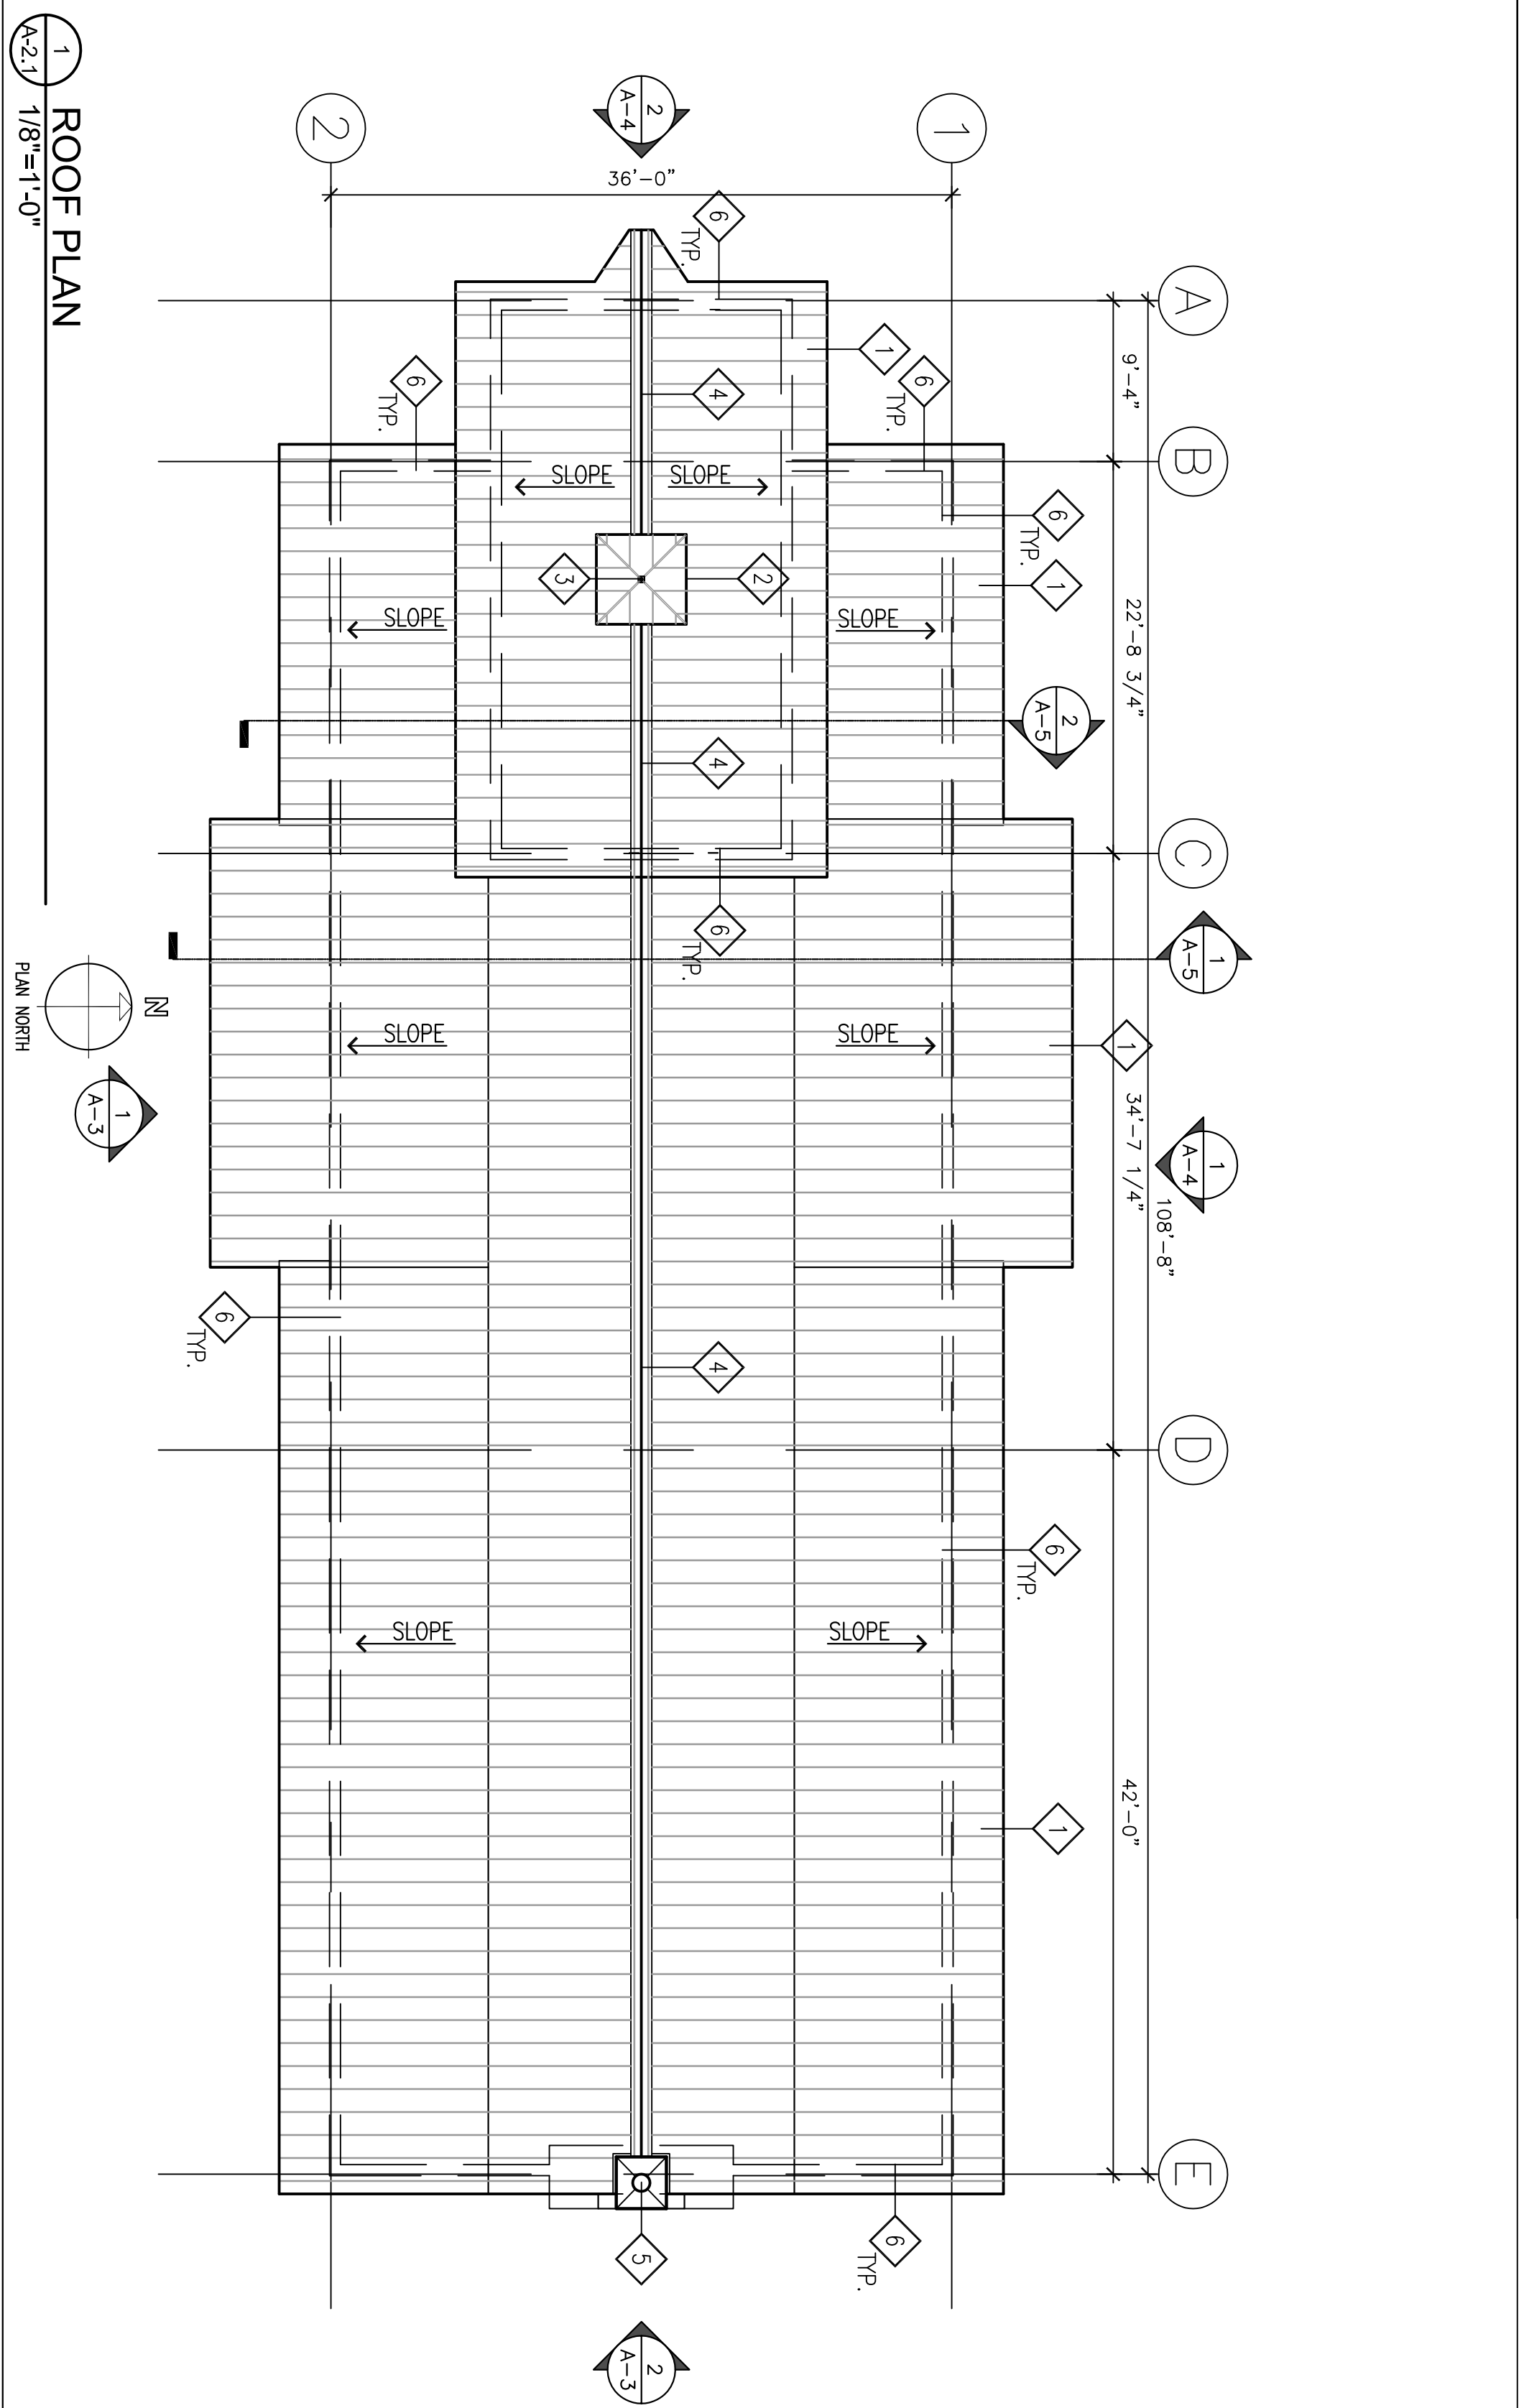 A
B
C
D
E
108'-8"
9'-4"
22'-8 3/4"
34'-7 1/4"
42'-0"
1
A-5
1
A-4
2
A-5
1
1
6
TYP.
1
6
TYP.
1
1
36'-0"
2
A-4
2
6
TYP.
6
TYP.
6
TYP.
4
SLOPE
SLOPE
2
3
SLOPE
SLOPE
4
6
TYP.
SLOPE
SLOPE
4
6
TYP.
SLOPE
SLOPE
6
TYP.
5
2
A-3
1
A-3
N
PLAN NORTH
1
A-2.1
ROOF PLAN
1/8"=1'-0"